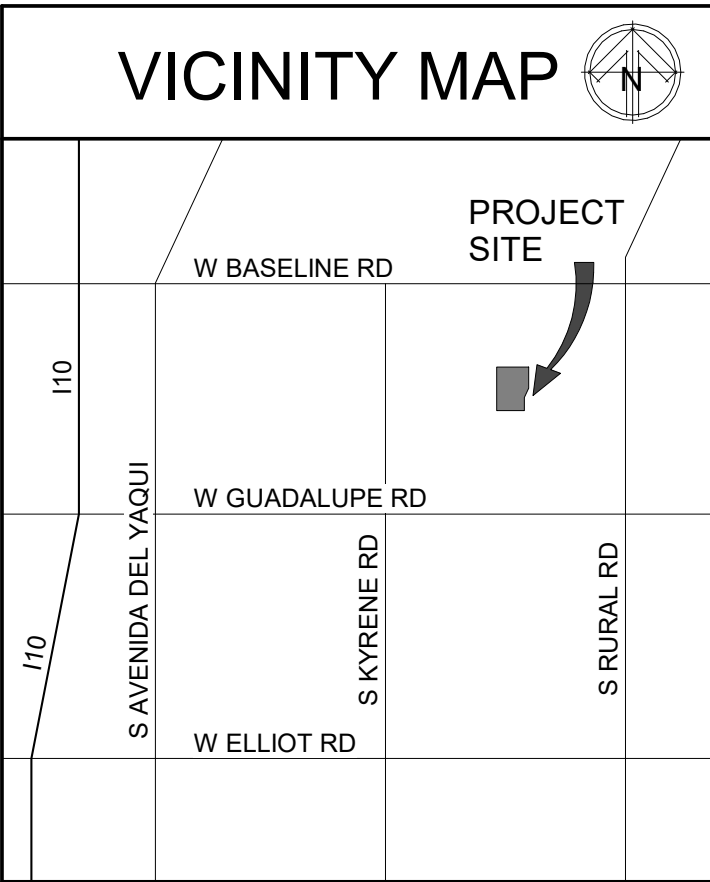 VICINITY MAP
N
PROJECT
SITE
W BASELINE RD
I10
W GUADALUPE RD
S AVENIDA DEL YAQUI
S KYRENE RD
S RURAL RD
I10
W ELLIOT RD